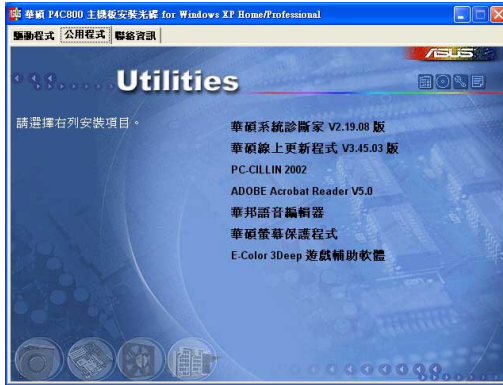 華碩 P4C800 主機板安裝光碟 for Windows XP Home/Professional
驅動程式 公用程式 聯絡資訊
ASUS
Utilities
請選擇右列安裝項目。
華碩系統診斷家 V2.19.08 版
華碩線上更新程式 V3.45.03 版
PC-CILLIN 2002
ADOBE Acrobat Reader V5.0
華邦語音編輯器
華碩螢幕保護程式
E-Color 3Deep 遊戲輔助軟體